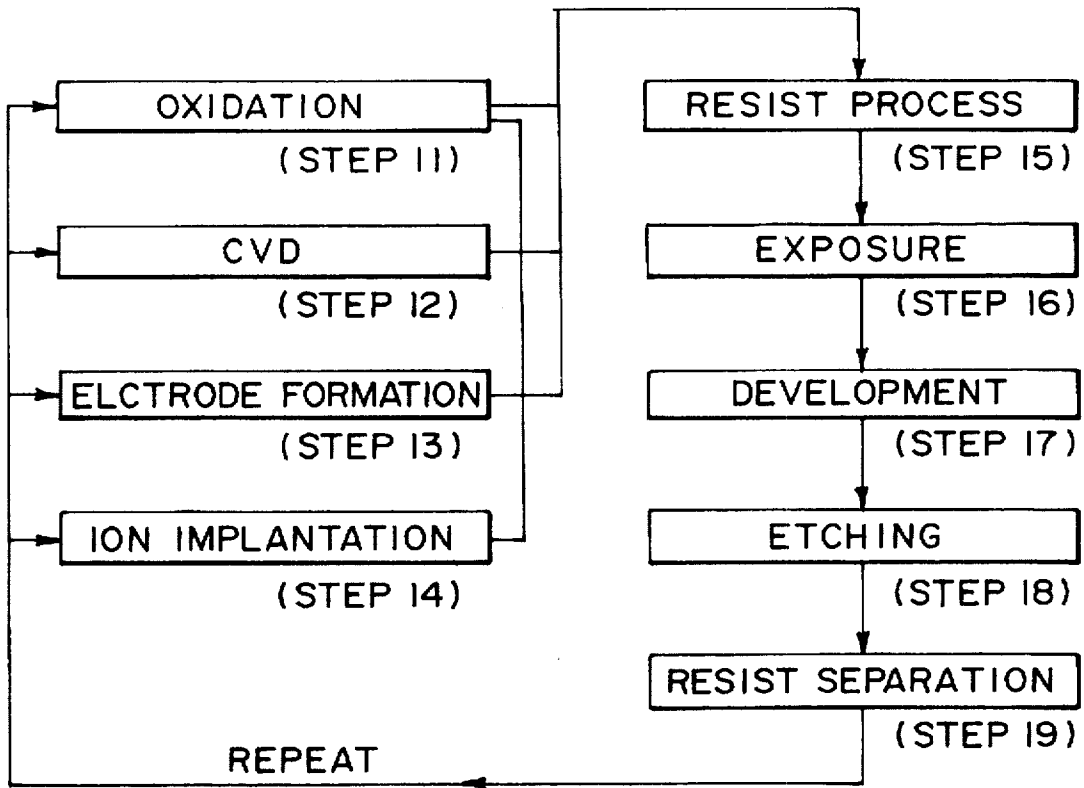 OXIDATION
(STEP 11)
CVD
(STEP 12)
ELCTRODE FORMATION
(STEP 13)
ION IMPLANTATION
(STEP 14)
RESIST PROCESS
(STEP 15)
EXPOSURE
(STEP 16)
DEVELOPMENT
(STEP 17)
ETCHING
(STEP 18)
RESIST SEPARATION
(STEP 19)
REPEAT